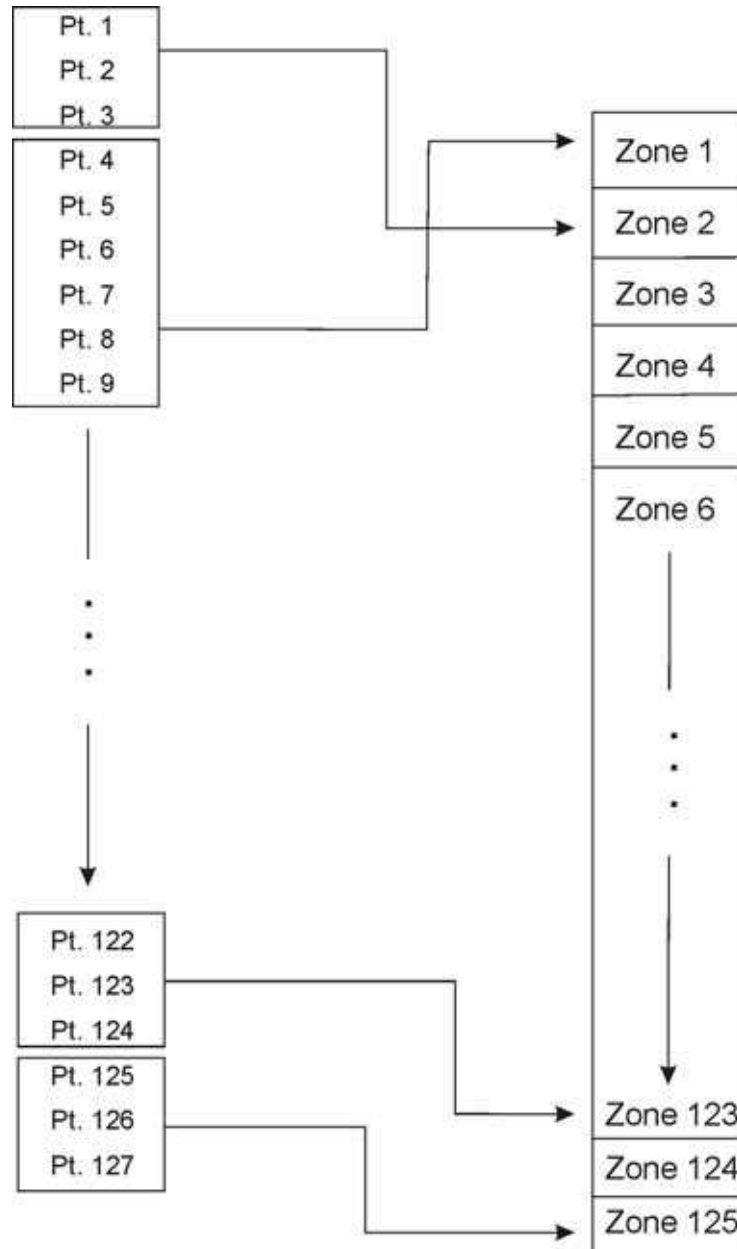 Pt. 1
Pt. 2
Pt. 3
Pt. 4
Pt. 5
Pt. 6
Pt. 7
Pt. 8
Pt. 9
Pt. 122
Pt. 123
Pt. 124
Pt. 125
Pt. 126
Pt. 127
Zone 1
Zone 2
Zone 3
Zone 4
Zone 5
Zone 6
Zone 123
Zone 124
Zone 125